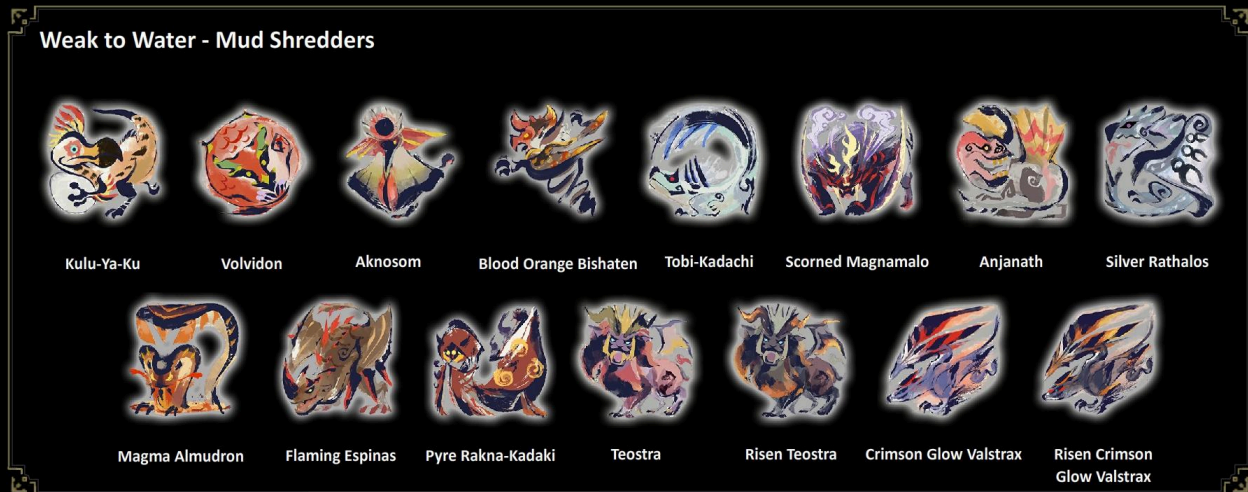 Weak to Water - Mud Shredders
Kulu-Ya-Ku
Volvidon
Aknosom
Blood Orange Bishaten
Tobi-Kadachi
Scorned Magnamalo
Anjanath
Silver Rathalos
Magma Almudron
Flaming Espinas
Pyre Rakna-Kadaki
Teostra
Risen Teostra
Crimson Glow Valstrax
Risen Crimson
Glow Valstrax